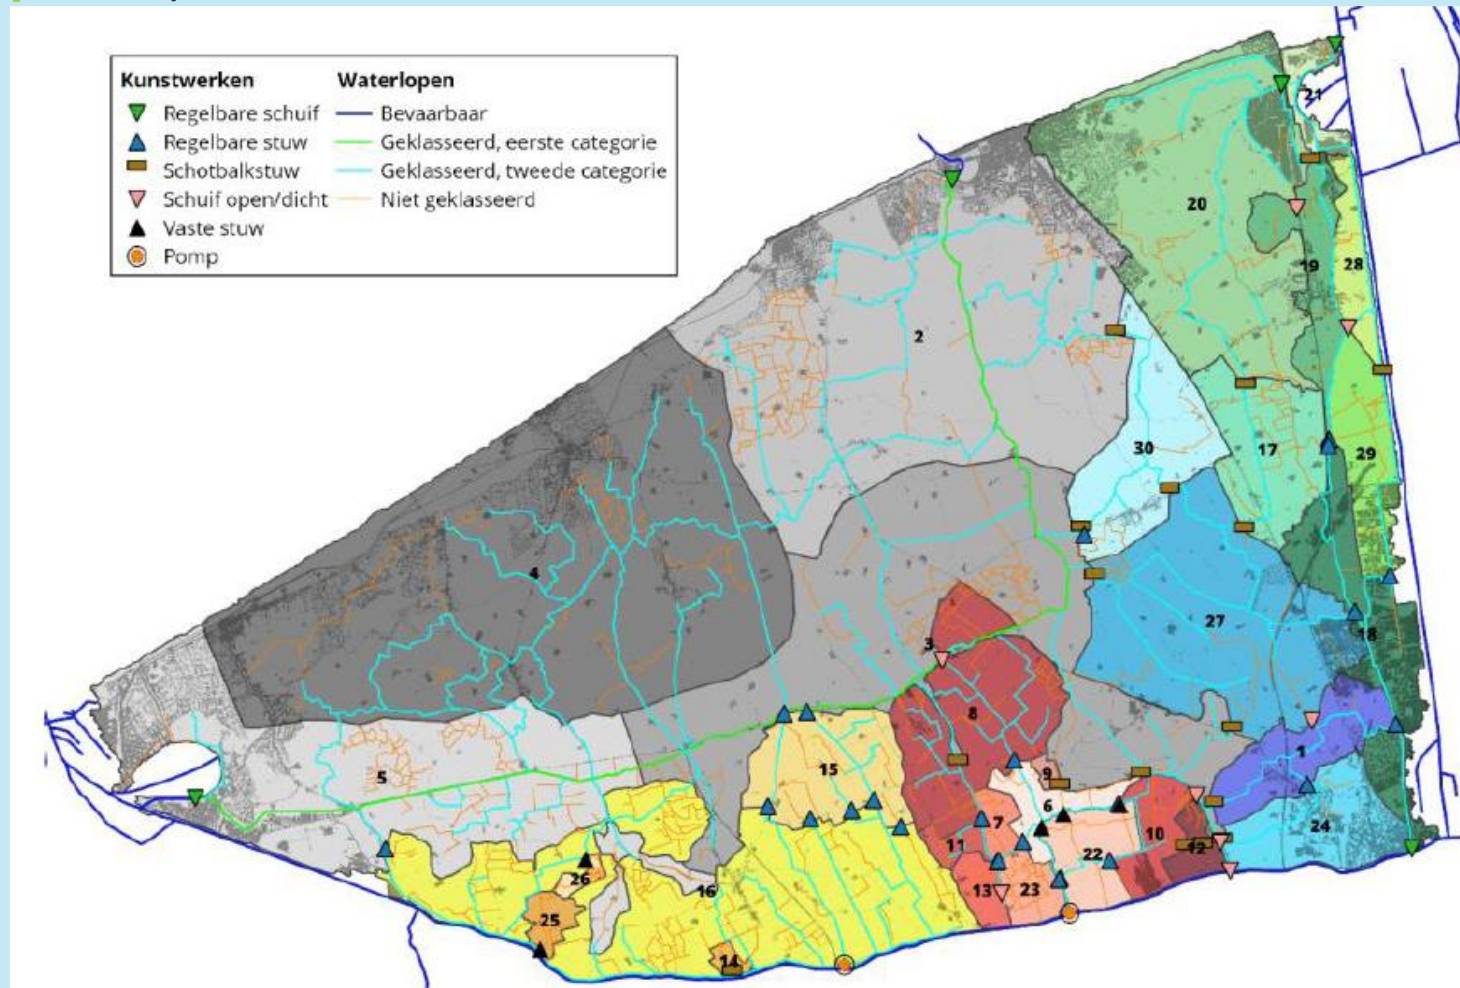 Kunstwerken
Regelbare schuif
Regelbare stuw
Schotbalkstuw
Schuif open/dicht
Vaste stuw
Pomp
Waterlopen
Bevaarbaar
Geklasseerd, eerste categorie
Geklasseerd, tweede categorie
Niet geklasseerd
21
20
19
28
2
30
17
29
4
27
18
3
8
1
5
15
9
6
7
10
24
11
12
22
26
16
13
23
25
14